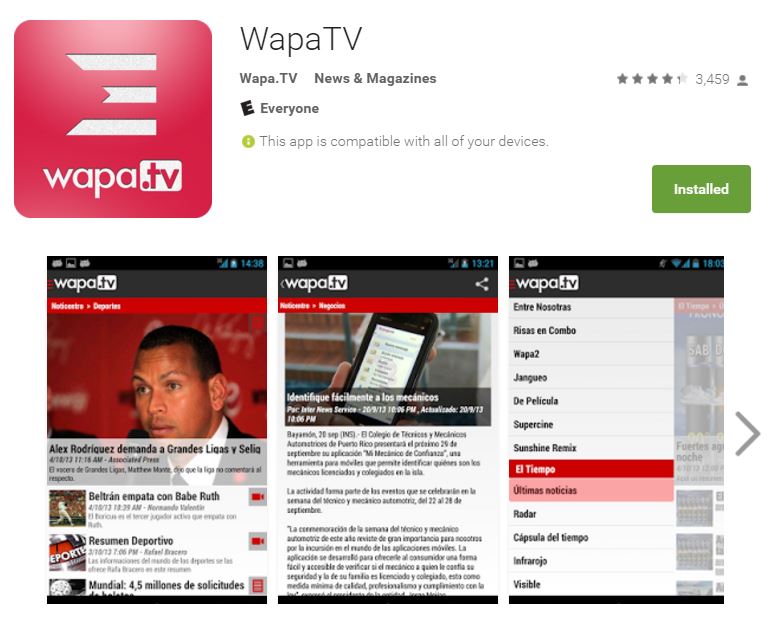 WapaTV
Wapa.TV News & Magazines
3,459
E Everyone
This app is compatible with all of your devices.
wapa.tv
Installed
14:38
wapa.tv
Noticentro > Deportes
Alex Rodríguez demanda a Grandes Ligas y Selig
4/10/13 11:16 AM - Associated Press
El vocero de Grandes Ligas, Matthew Monte, dijo que la liga no comentará al
respecto.
Beltrán empata con Babe Ruth
4/10/13 10:39 AM - Normando Valentín
El Boricua es el tercer jugador activo que empata con
Ruth.
Resumen Deportivo
3/10/13 7:06 PM - Rafael Bracero
Las informaciones del mundo de los deportes se las
ofrece Rafa Bracero en este resumen
DEPORTE
Mundial: 4,5 millones de solicitudes
de boletos
13:21
wapa.tv
Noticentro > Negocios
Identifique fácilmente a los mecánicos
Por: Inter News Service - 20/9/13 10:06 PM , Actualizado: 20/9/13
10:06 PM
Bayamón, 20 sep (INS).- El Colegio de Técnicos y Mecánicos
Automotrices de Puerto Rico presentará el próximo 29 de
septiembre su aplicación "Mi Mecánico de Confianza", una
herramienta para móviles que permite identificar quiénes son los
mecánicos licenciados y colegiados en la isla.
La actividad forma parte de los eventos que se celebrarán en la
semana del técnico y mecánico automotriz, del 22 al 28 de
septiembre.
"La conmemoración de la semana del técnico y mecánico
automotriz de este año reviste de gran importancia para nosotros
por la incursión en el mundo de las aplicaciones móviles. La
aplicación se desarrolló para ofrecerle al consumidor una forma
fácil y accesible de verificar si el mecánico a quien le confía su
seguridad y la de su familia es licenciado y colegiado, esto como
medida mínima de calidad, profesionalismo y cumplimiento con la
ley", expresó el presidente de la entidad, Jorge
18:03
wapa.tv
Entre Nosotras
Risas en Combo
Wapa2
Jangueo
De Película
Supercine
Sunshine Remix
El Tiempo
Últimas noticias
Radar
Cápsula del tiempo
Infrarojo
Visible
El Tiempo >
SAB
Fuertes
noche